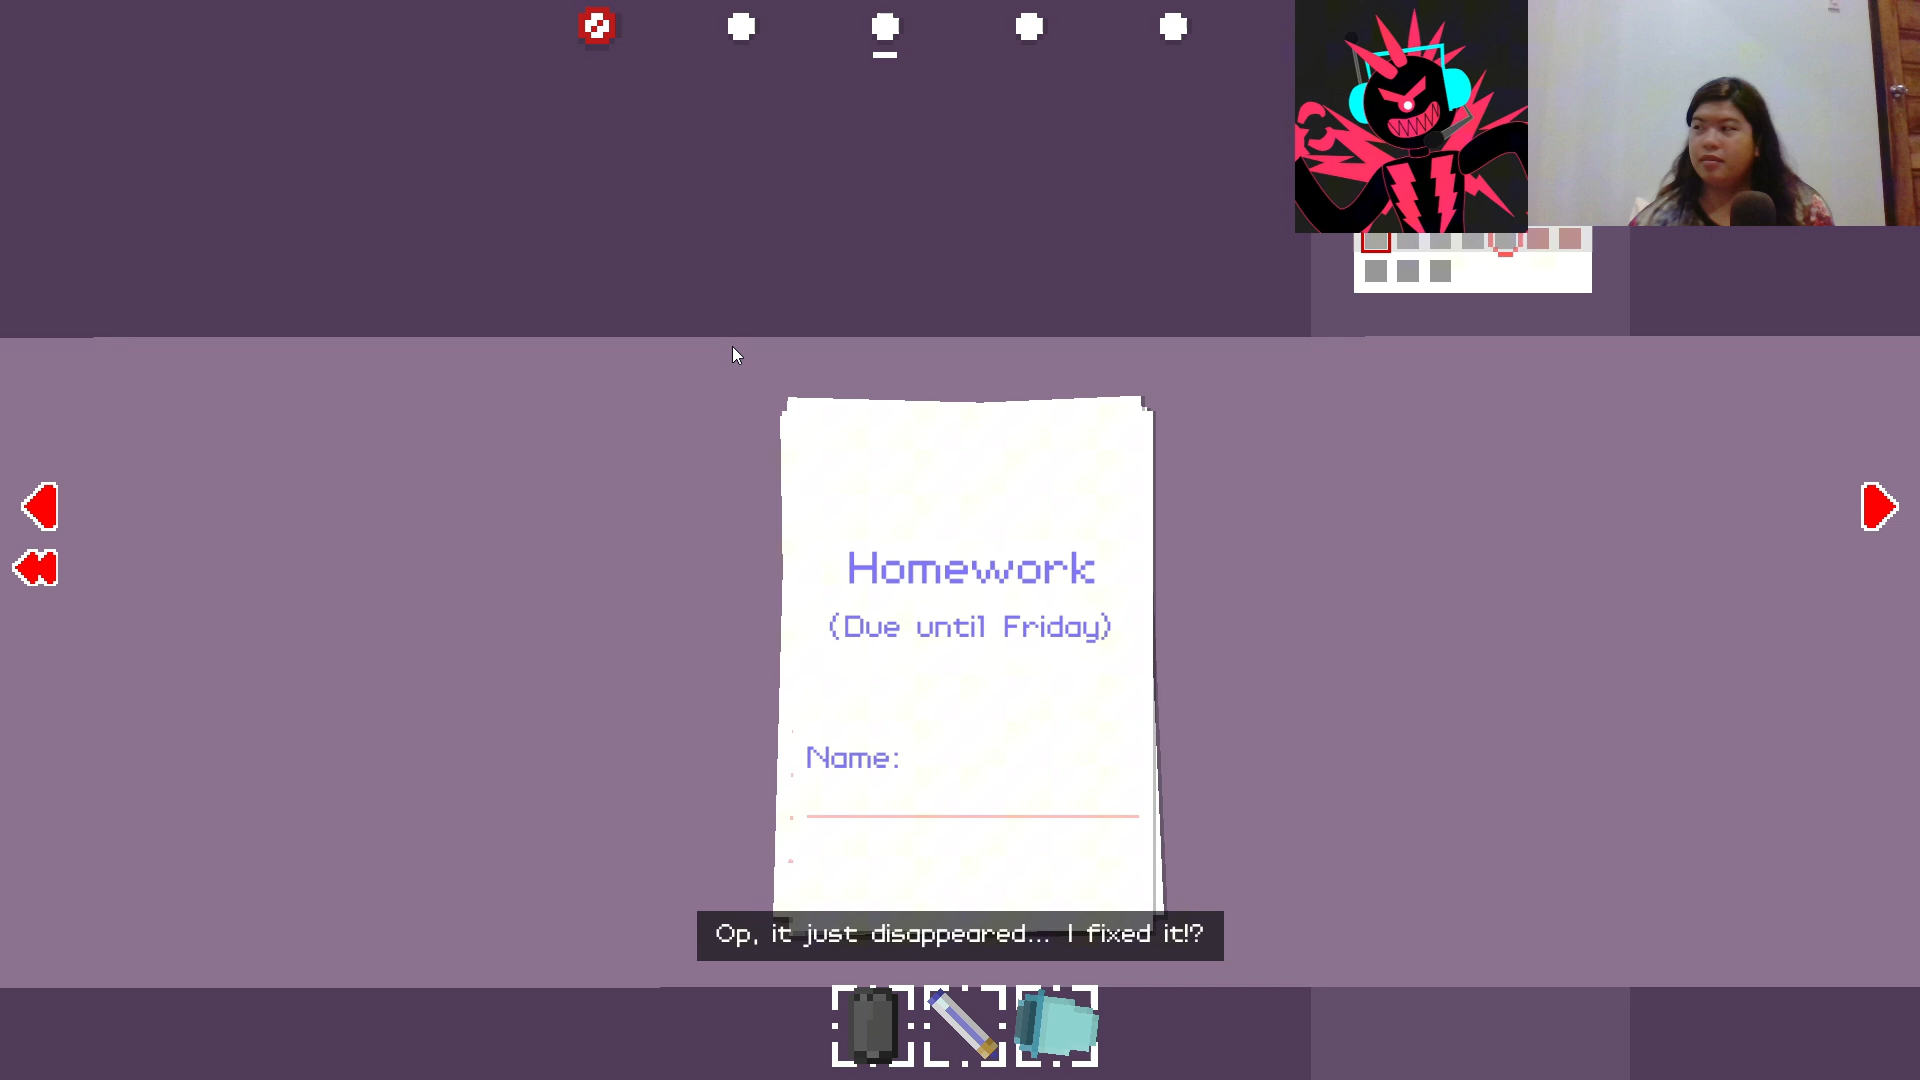 Homework
(Due until Friday)
Name:
Op, it just disappeared... I fixed it!?